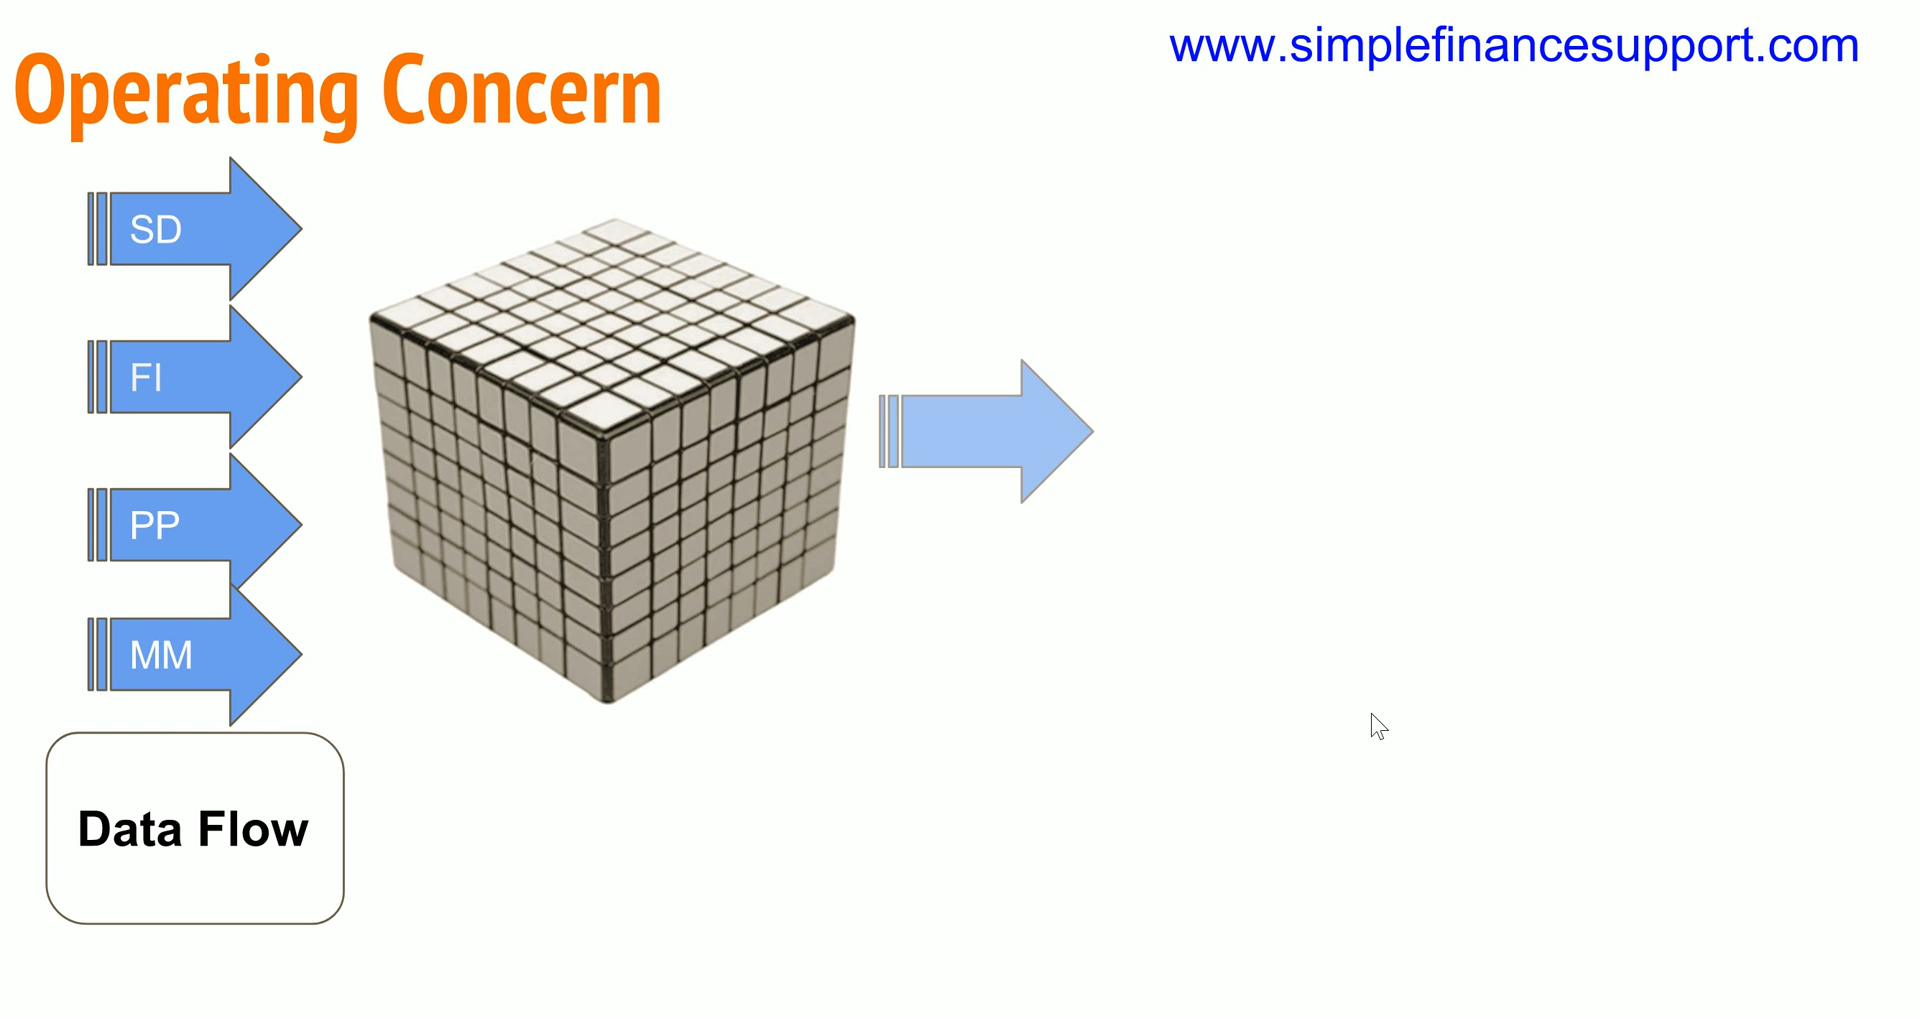 www.simplefinancesupport.com
Operating Concern
SD
FI
PP
MM
Data Flow